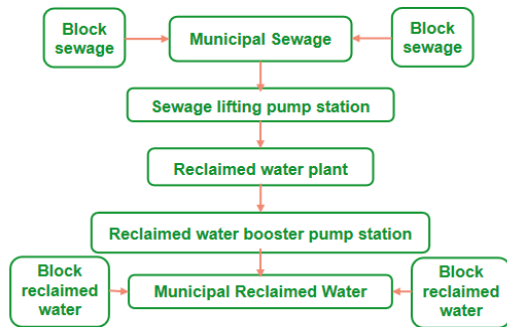 Block
sewage
Municipal Sewage
Block
sewage
Sewage lifting pump station
Reclaimed water plant
Reclaimed water booster pump station
Block
reclaimed
water
Municipal Reclaimed Water
Block
reclaimed
water